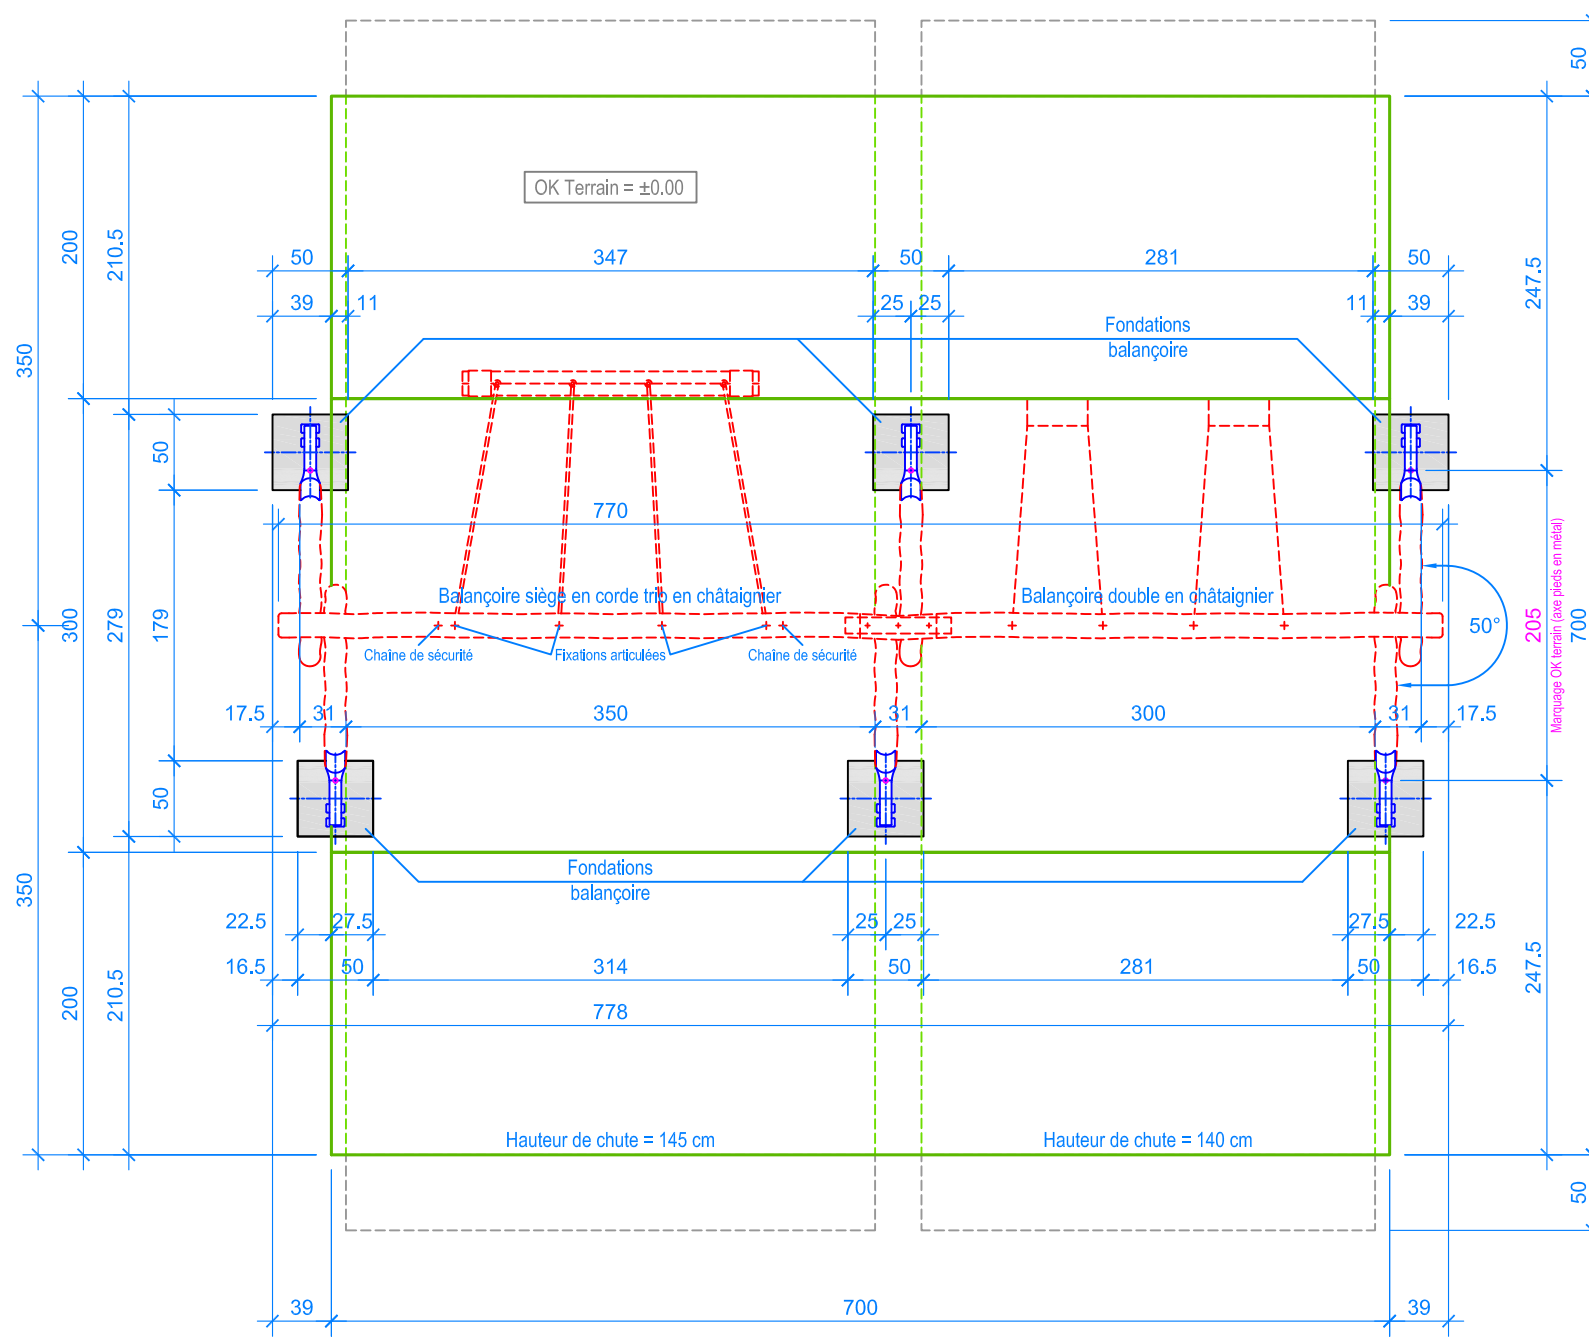 50
OK Terrain = ±0.00
50 347 50 281 50
39 11 25 25 11 39
200
210.5
247.5
350
Fondations
balançoire
50
770
Balançoire siège en corde trip en châtaignier
Balançoire double en châtaignier
300
279
179
50°
205
Marquage OK terrain (axe pieds en métal)
700
Chaîne de sécurité
Fixations articulées
Chaîne de sécurité
17.5 31 350 31 300 31 17.5
50
Fondations
balançoire
350
22.5 27.5 25 25 27.5 22.5
16.5 50 314 50 281 50 16.5
200
210.5
247.5
778
Hauteur de chute = 145 cm
Hauteur de chute = 140 cm
50
39 700 39